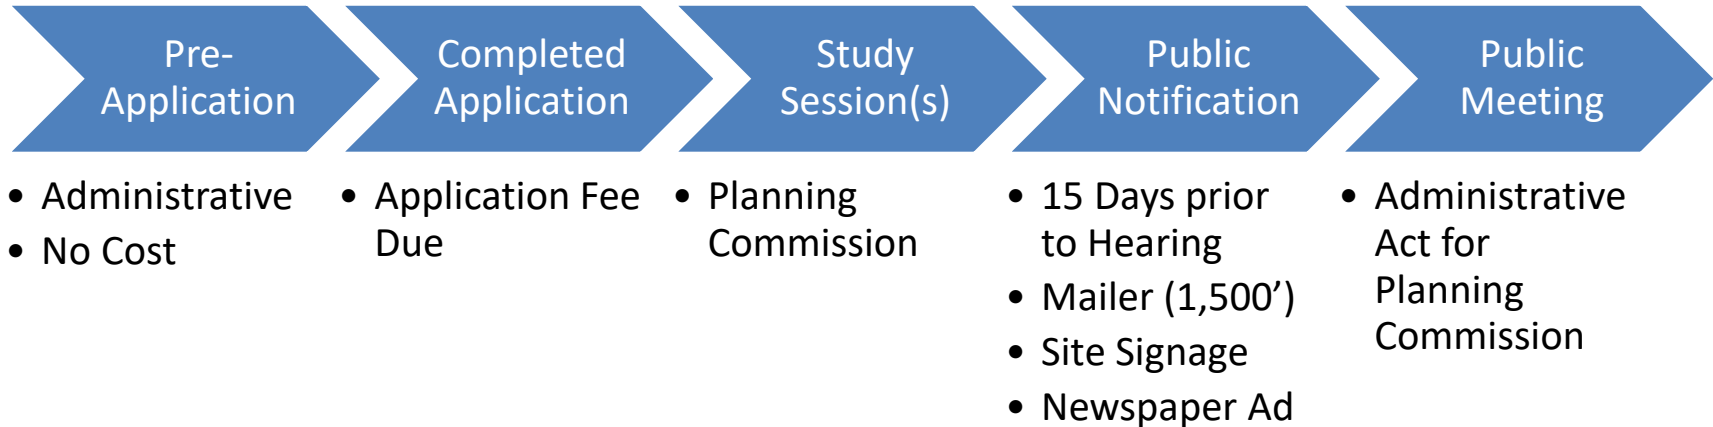 Pre-
Application
Completed
Application
Study
Session(s)
Public
Notification
Public
Meeting
• Administrative
• No Cost
• Application Fee
Due
• Planning
Commission
• 15 Days prior
to Hearing
• Mailer (1,500’)
• Site Signage
• Newspaper Ad
• Administrative
Act for
Planning
Commission